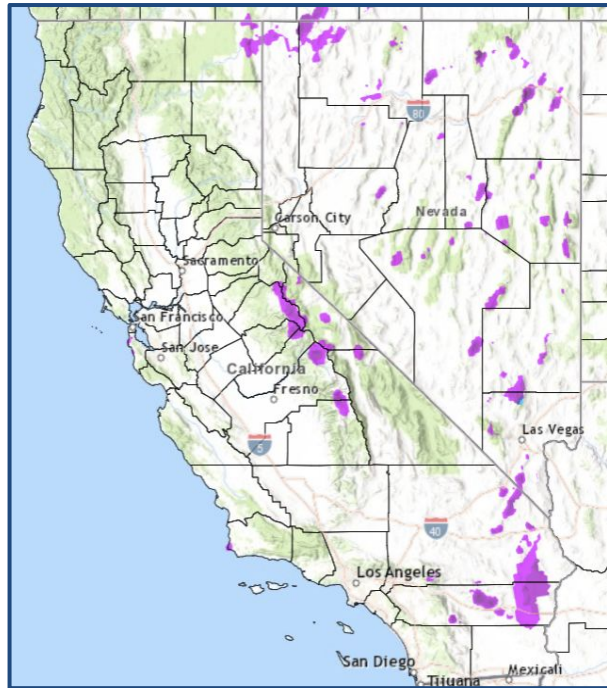 80
Carson City
Nevada
Sacramento
San Francisco
San Jose
California
Fresno
Las Vegas
5
40
Los Angeles
San Diego
Mexicali
Tijuana